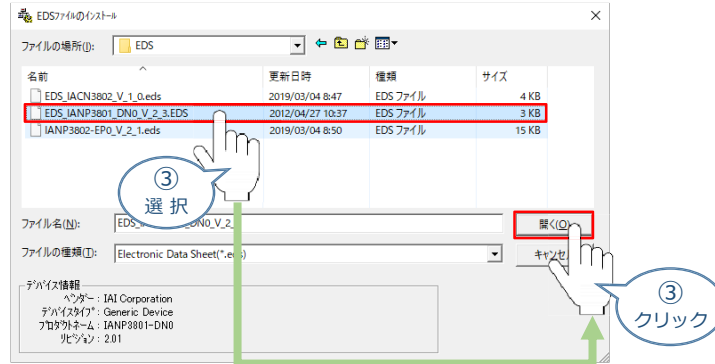 EDSファイルのインストール
ファイルの場所(I):
EDS
名前
更新日時
種類
サイズ
EDS_IACN3802_V_1_0.eds
2019/03/04 8:47
EDS ファイル
4 KB
EDS_IANP3801_DN0_V_2_3.EDS
2012/04/27 10:37
EDS ファイル
3 KB
IANP3802-EP0_V_2_1.eds
2019/03/04 8:50
EDS ファイル
15 KB
③
選 択
ファイル名(N):
開く(O)
ファイルの種類(T):
Electronic Data Sheet(*.eds)
デバイス情報
ベンダー : IAI Corporation
デバイスタイプ : Generic Device
プロダクトネーム : IANP3801-DN0
リビジョン : 2.01
③
クリック